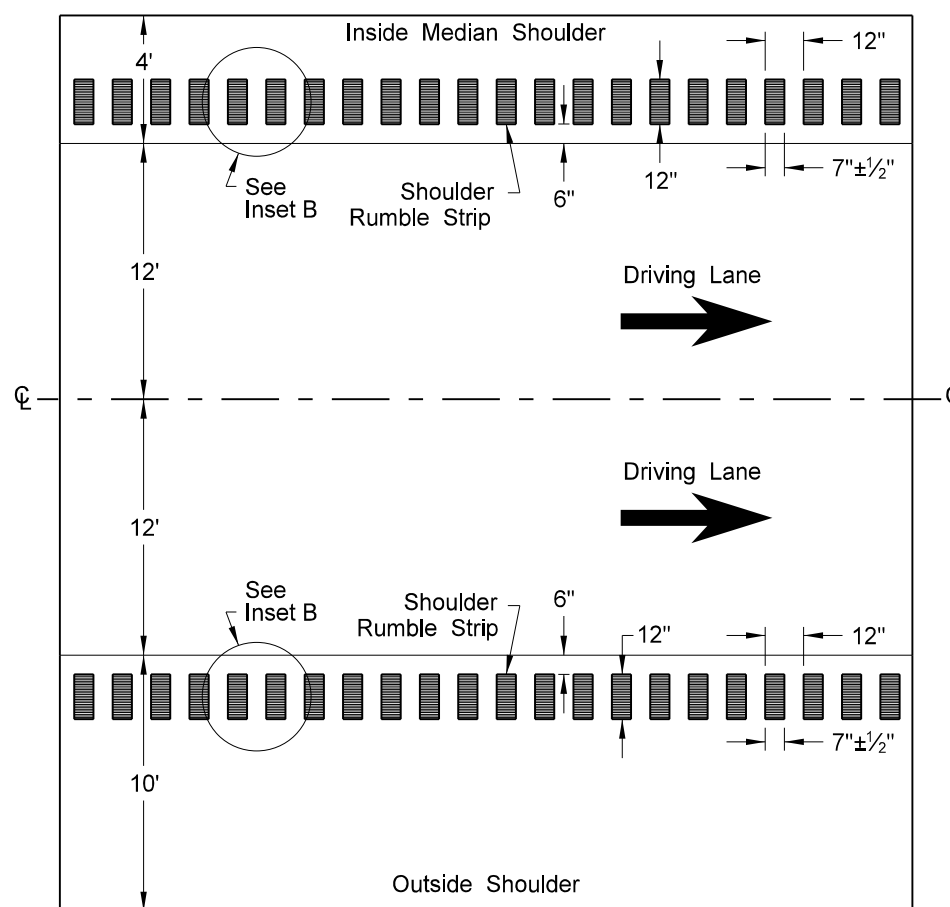 Inside Median Shoulder
12"
4'
See
Inset B
Shoulder
Rumble Strip
6"
12"
7"±½"
12'
Driving Lane
℄
12'
Driving Lane
See
Inset B
Shoulder
Rumble Strip
6"
12"
12"
7"±½"
10'
Outside Shoulder